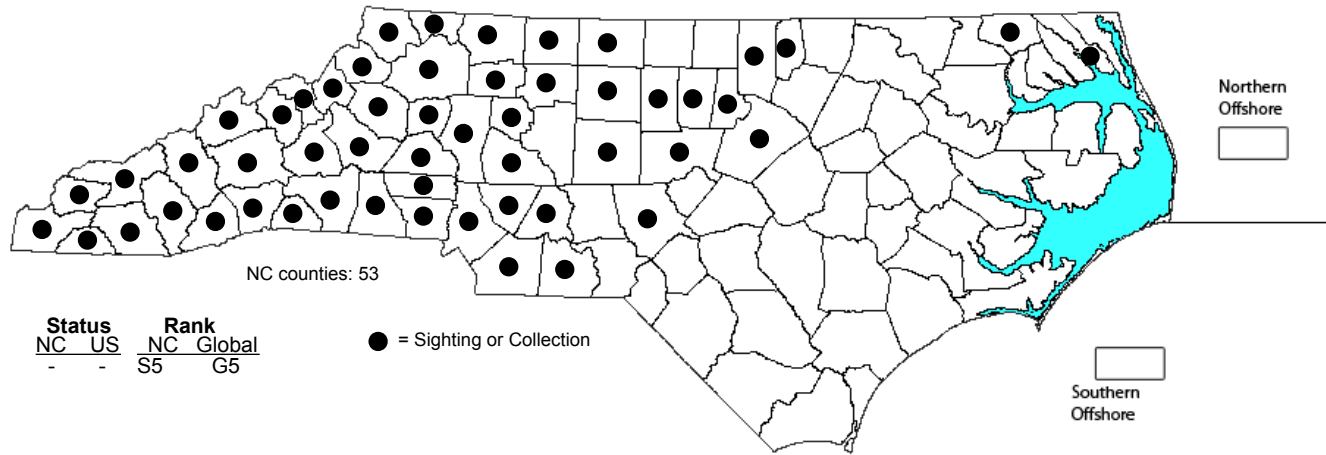 Northern
Offshore
NC counties: 53
Status Rank
NC US NC Global
- - S5 G5
= Sighting or Collection
Southern
Offshore